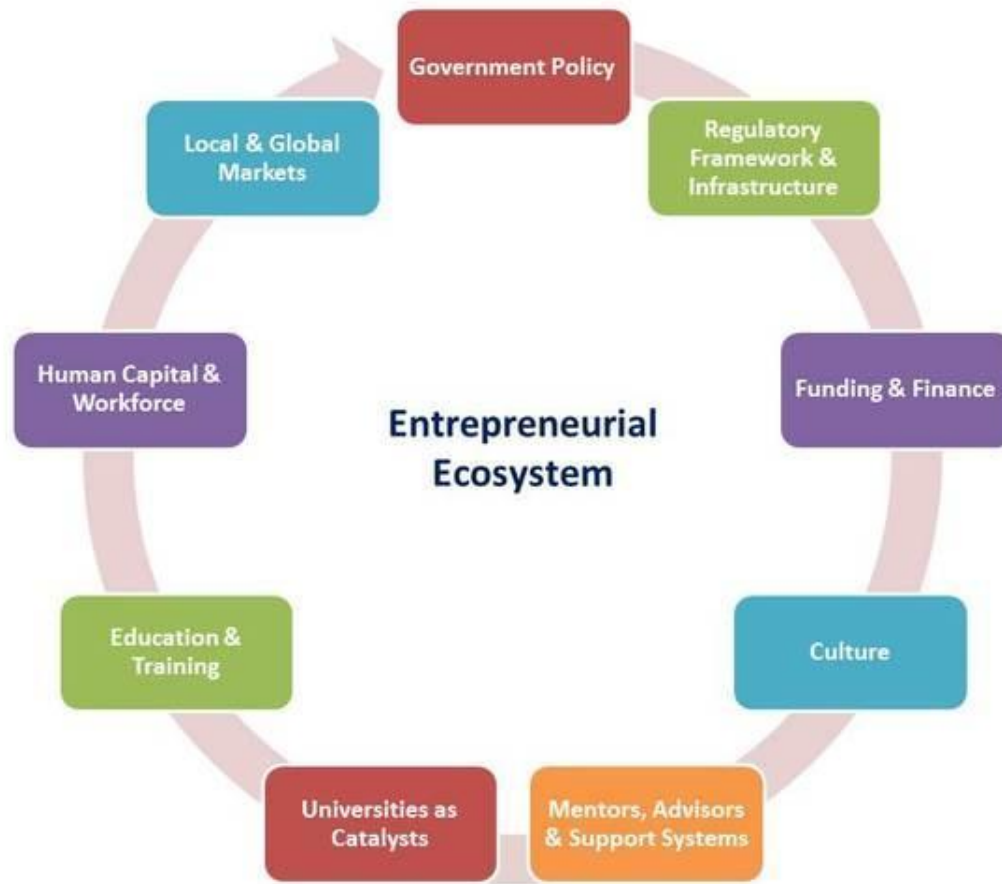 Government Policy
Regulatory
Framework &
Infrastructure
Funding & Finance
Culture
Mentors, Advisors
& Support Systems
Universities as
Catalysts
Education &
Training
Human Capital &
Workforce
Local & Global
Markets
Entrepreneurial
Ecosystem